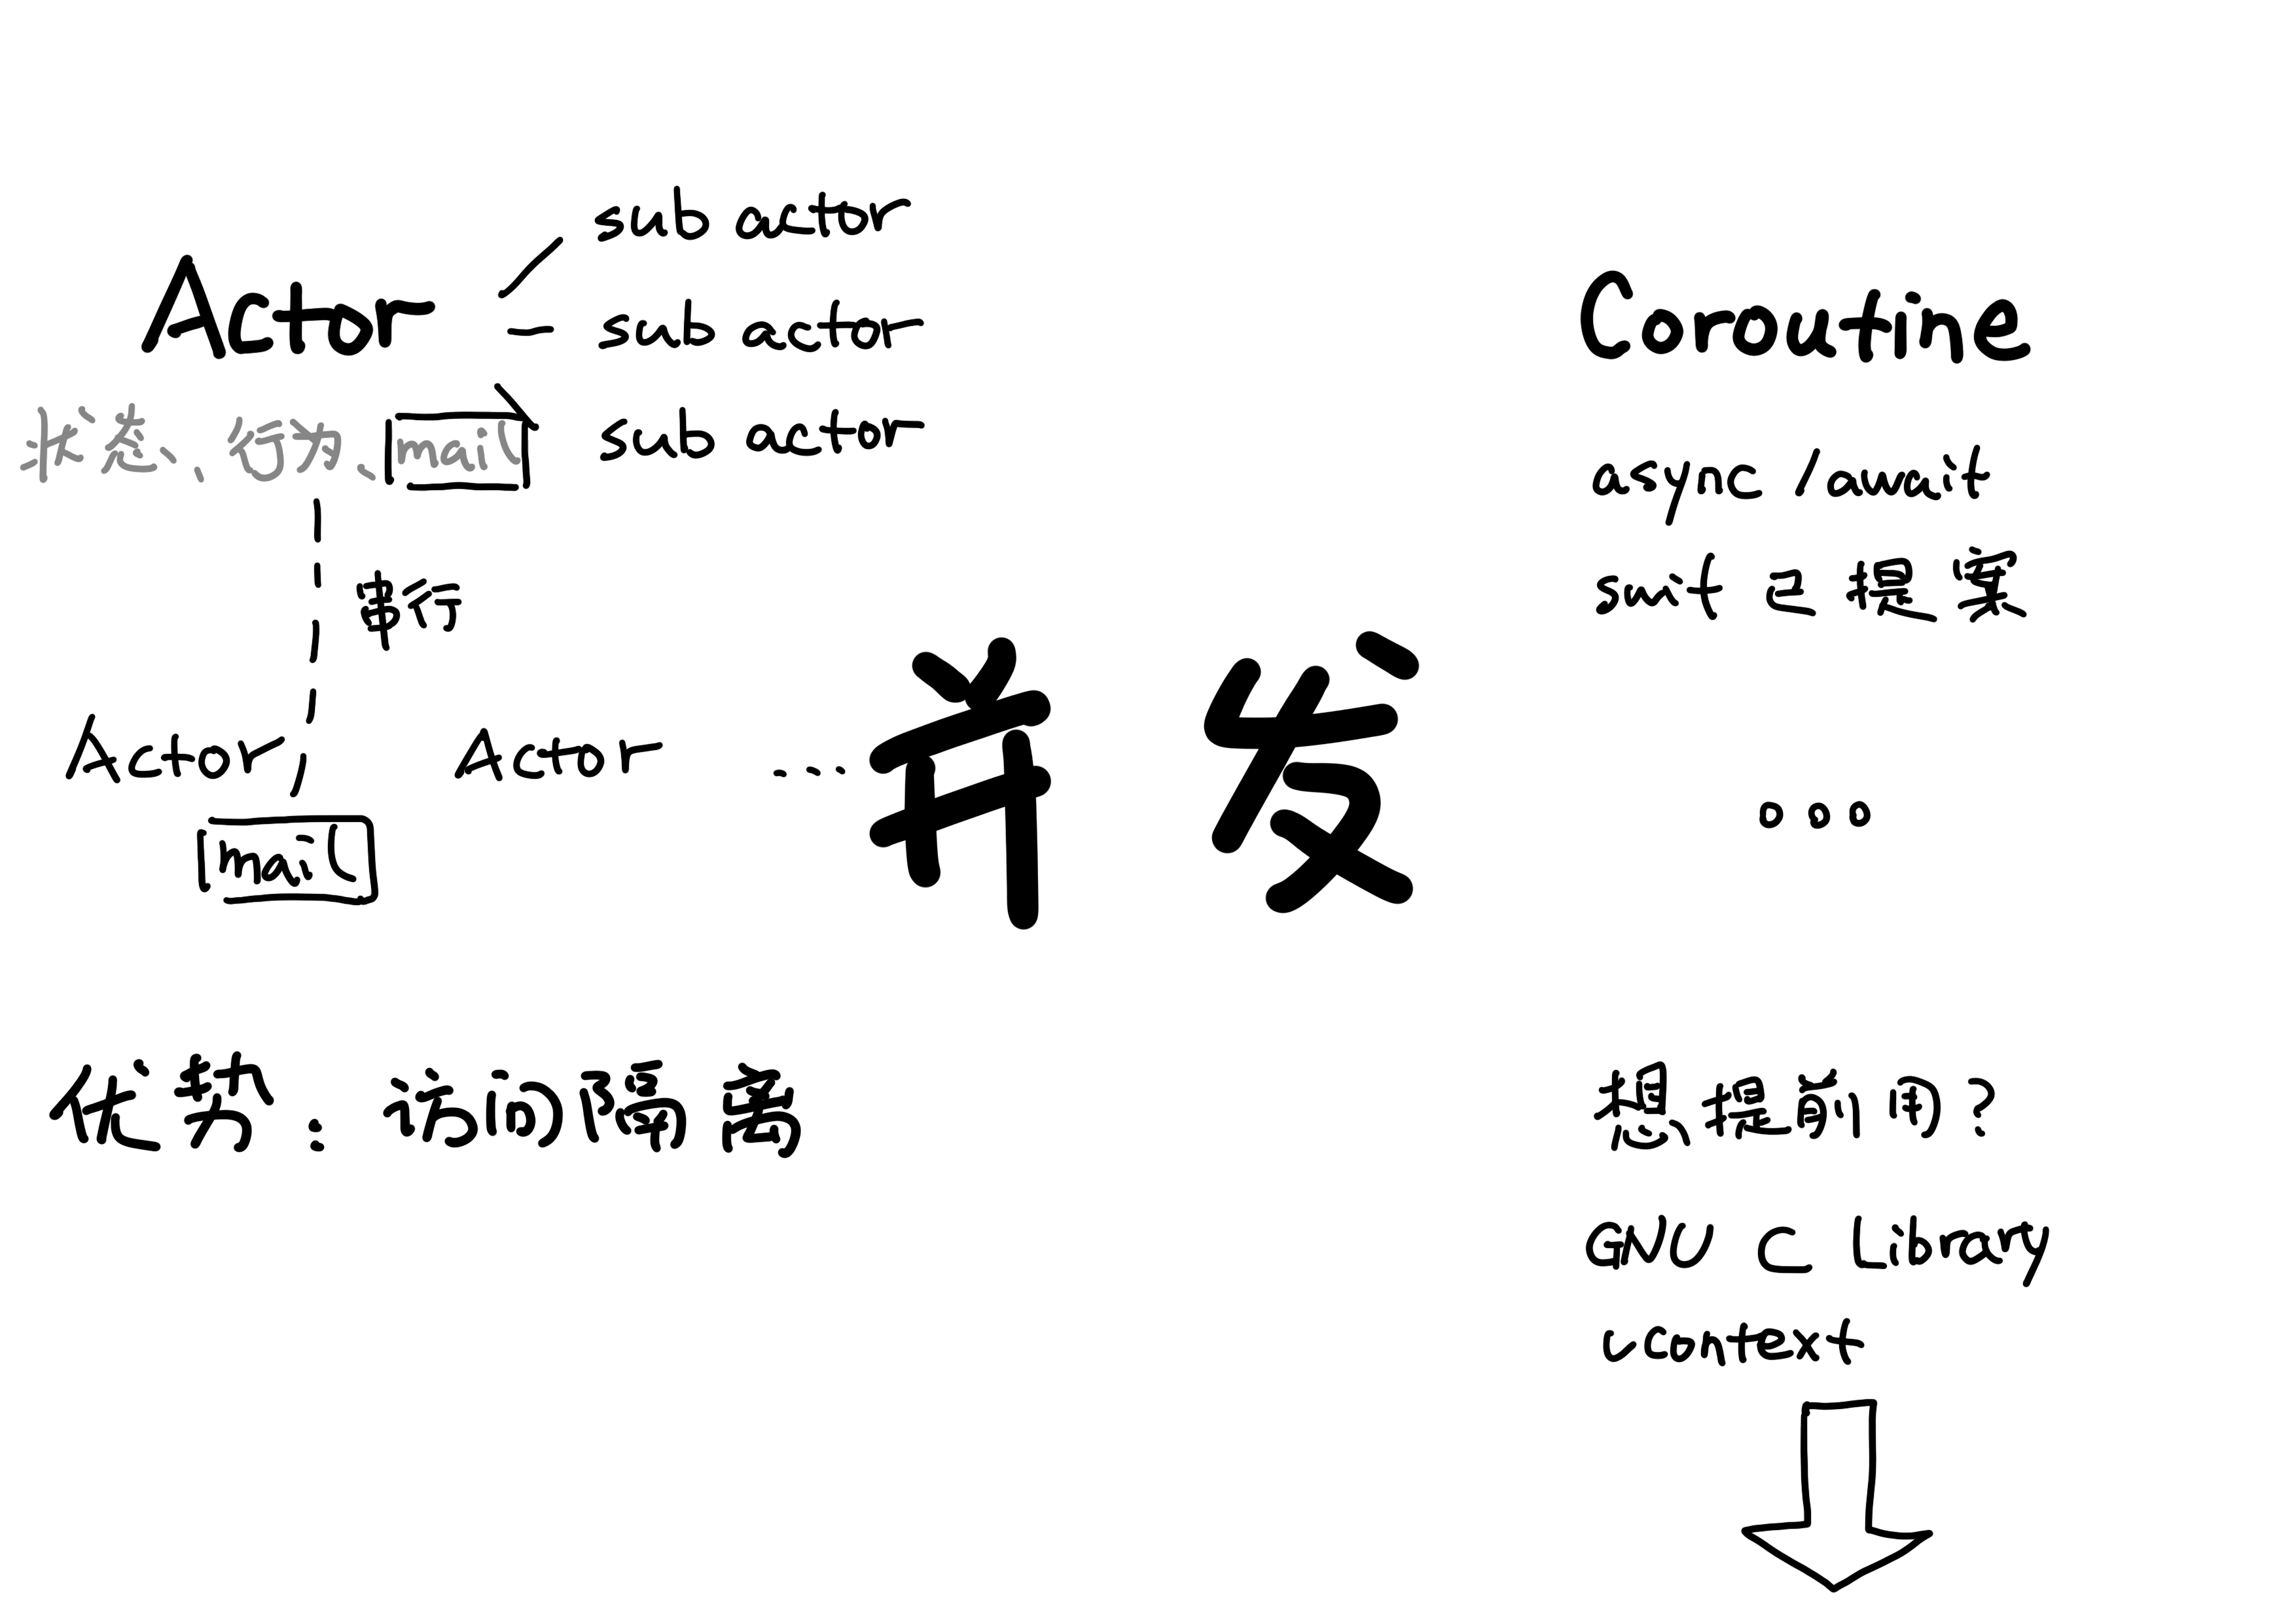 sub actor
Actor
sub actor
状态、行为、mail
sub actor
串行
Actor
Actor
...
mail
优势：访问隔离
并发
Coroutine
async / await
swift 已提案
...
想提前用？
GNU C Library
ucontext